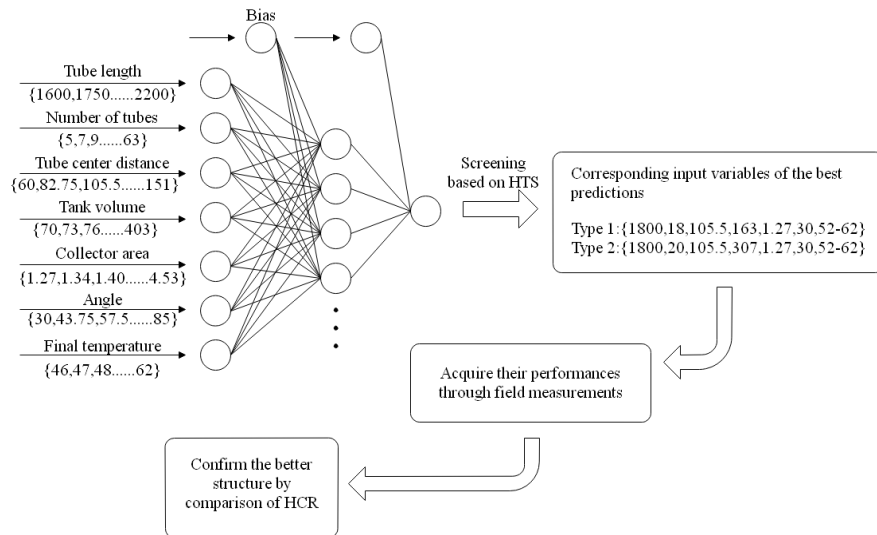 Bias
Tube length
{1600,1750......2200}
Number of tubes
{5,7,9......63}
Tube center distance
{60,82.75,105.5......151}
Tank volume
{70,73,76......403}
Collector area
{1.27,1.34,1.40......4.53}
Angle
{30,43.75,57.5......85}
Final temperature
{46,47,48......62}
Screening
based on HTS
Corresponding input variables of the best
predictions
Type 1:{1800,18,105.5,163,1.27,30,52-62}
Type 2:{1800,20,105.5,307,1.27,30,52-62}
Acquire their performances
through field measurements
Confirm the better
structure by
comparison of HCR